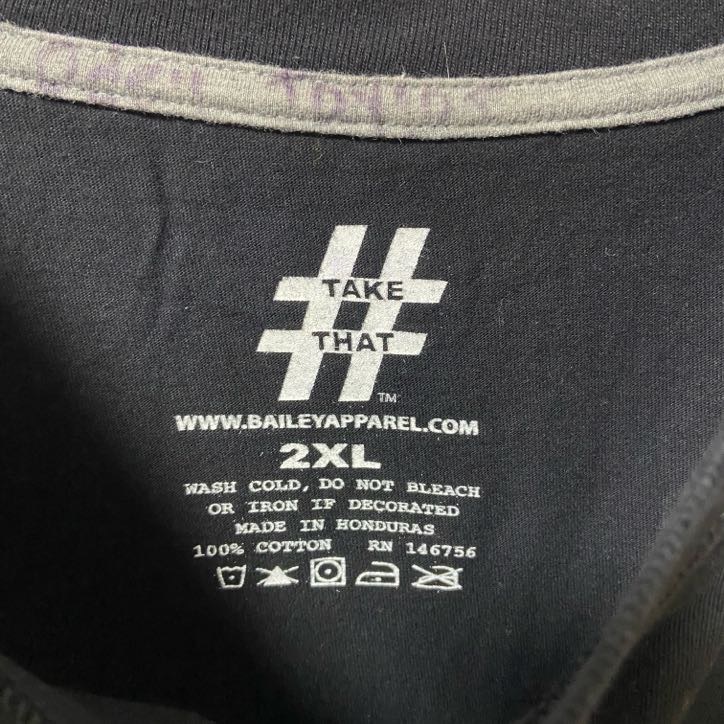 TAKE
THAT
TM
WWW.BAILEYAPPAREL.COM
2XL
WASH COLD, DO NOT BLEACH
OR IRON IF DECORATED
MADE IN HONDURAS
100% COTTON RN 146756